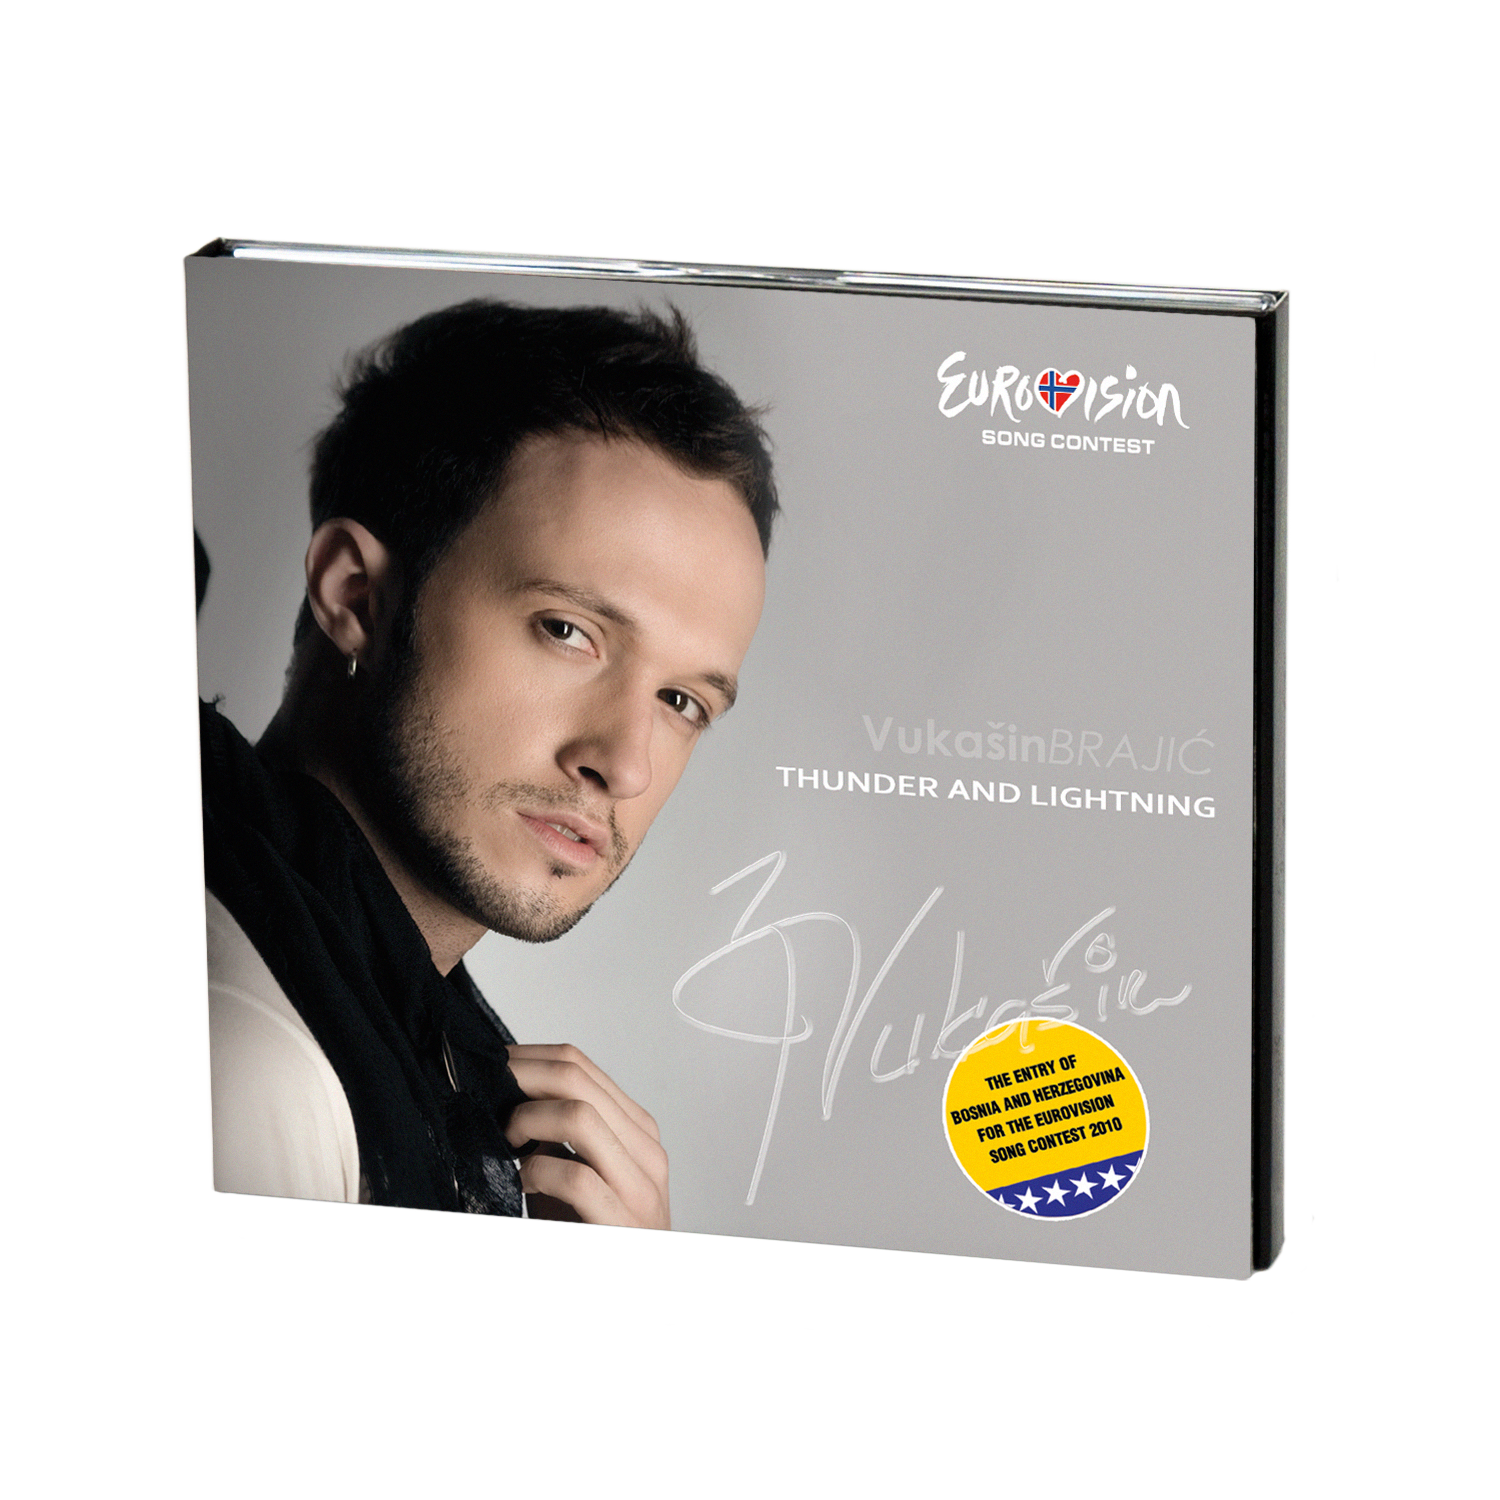 EUROVISION
SONG CONTEST
VukašinBRAJIĆ
THUNDER AND LIGHTNING
Vukašin
THE ENTRY OF
BOSNIA AND HERZEGOVINA
FOR THE EUROVISION
SONG CONTEST 2010